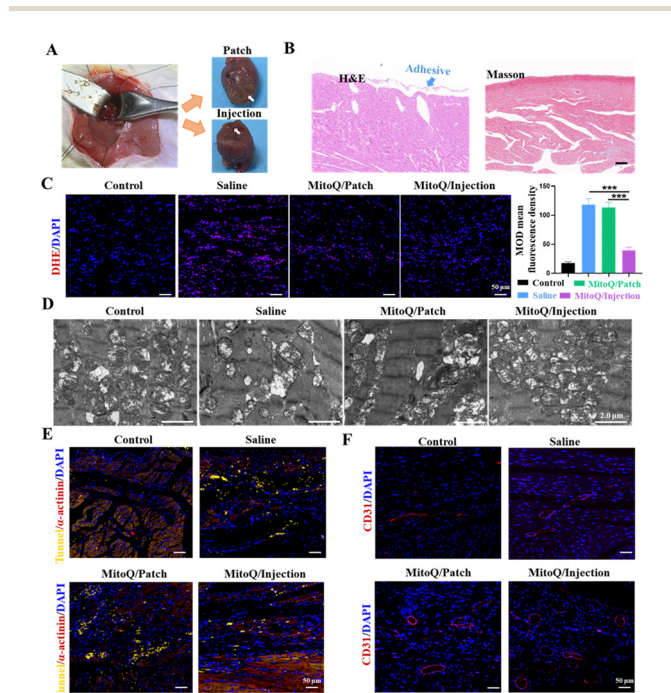 A
Patch
Injection
B
H&E
Adhesive
Masson
C
Control
Saline
MitoQ/Patch
MitoQ/Injection
DHE/DAPI
50 μm
MOD mean
fluorescence density
150
100
50
0
***
***
Control
MitoQ/Patch
Saline
MitoQ/Injection
D
Control
Saline
MitoQ/Patch
MitoQ/Injection
2.0 μm
E
Control
Saline
Tunnel/α-actinin/DAPI
MitoQ/Patch
MitoQ/Injection
unnel/α-actinin/DAPI
50 μm
F
Control
Saline
CD31/DAPI
MitoQ/Patch
MitoQ/Injection
CD31/DAPI
50 μm